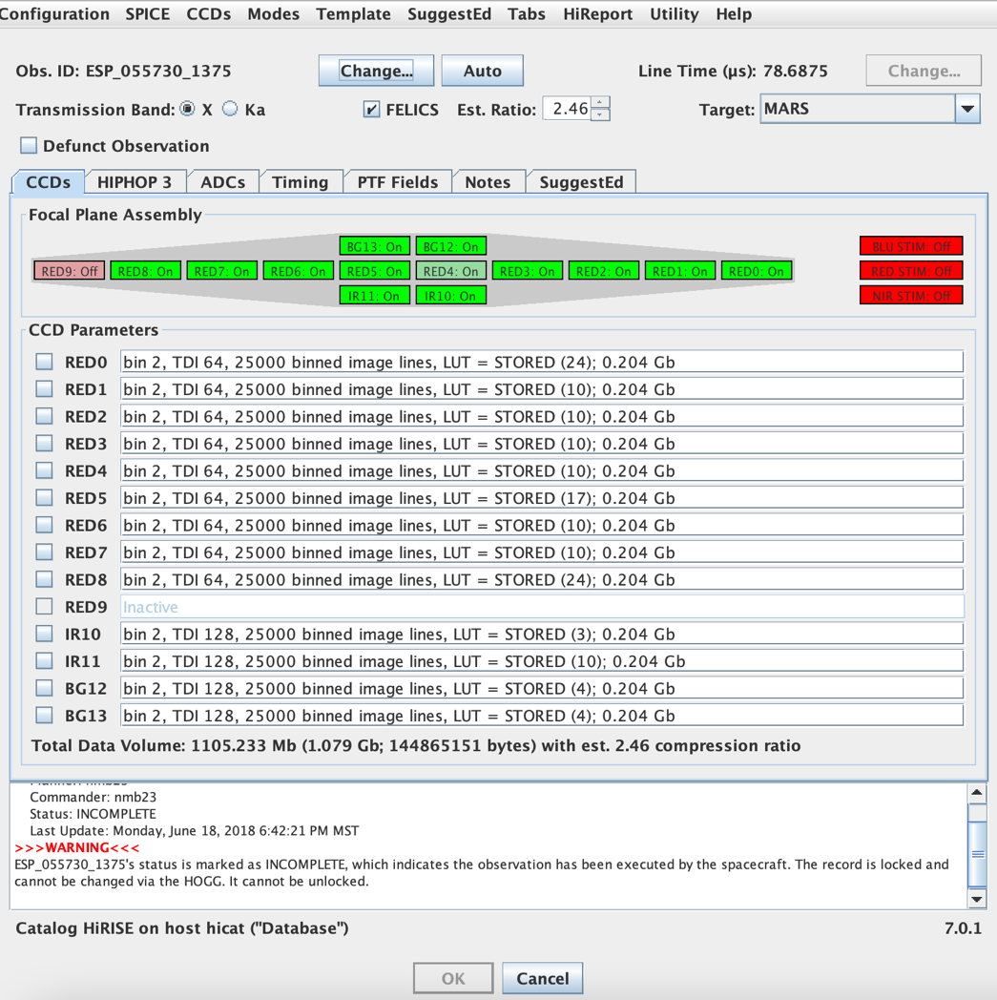 Configuration SPICE CCDs Modes Template SuggestEd Tabs HiReport Utility Help
Obs. ID: ESP_055730_1375 Change... Auto Line Time (µs): 78.6875 Change...
Transmission Band: X Ka FELICS Est. Ratio: 2.46 Target: MARS
Defunct Observation
CCDs HIPHOP 3 ADCs Timing PTF Fields Notes SuggestEd
Focal Plane Assembly
BG13: On BG12: On BLU STIM: Off
RED9: Off RED8: On RED7: On RED6: On RED5: On RED4: On RED3: On RED2: On RED1: On RED0: On RED STIM: Off
IR11: On IR10: On NIR STIM: Off
CCD Parameters
RED0 bin 2, TDI 64, 25000 binned image lines, LUT = STORED (24); 0.204 Gb
RED1 bin 2, TDI 64, 25000 binned image lines, LUT = STORED (10); 0.204 Gb
RED2 bin 2, TDI 64, 25000 binned image lines, LUT = STORED (10); 0.204 Gb
RED3 bin 2, TDI 64, 25000 binned image lines, LUT = STORED (10); 0.204 Gb
RED4 bin 2, TDI 64, 25000 binned image lines, LUT = STORED (10); 0.204 Gb
RED5 bin 2, TDI 64, 25000 binned image lines, LUT = STORED (17); 0.204 Gb
RED6 bin 2, TDI 64, 25000 binned image lines, LUT = STORED (10); 0.204 Gb
RED7 bin 2, TDI 64, 25000 binned image lines, LUT = STORED (10); 0.204 Gb
RED8 bin 2, TDI 64, 25000 binned image lines, LUT = STORED (24); 0.204 Gb
RED9 Inactive
IR10 bin 2, TDI 128, 25000 binned image lines, LUT = STORED (3); 0.204 Gb
IR11 bin 2, TDI 128, 25000 binned image lines, LUT = STORED (10); 0.204 Gb
BG12 bin 2, TDI 128, 25000 binned image lines, LUT = STORED (4); 0.204 Gb
BG13 bin 2, TDI 128, 25000 binned image lines, LUT = STORED (4); 0.204 Gb
Total Data Volume: 1105.233 Mb (1.079 Gb; 144865151 bytes) with est. 2.46 compression ratio
Commander: nmb23
Status: INCOMPLETE
Last Update: Monday, June 18, 2018 6:42:21 PM MST
>>>WARNING<<<
ESP_055730_1375's status is marked as INCOMPLETE, which indicates the observation has been executed by the spacecraft. The record is locked and
cannot be changed via the HOGG. It cannot be unlocked.
Catalog HiRISE on host hicat ("Database") 7.0.1
OK Cancel